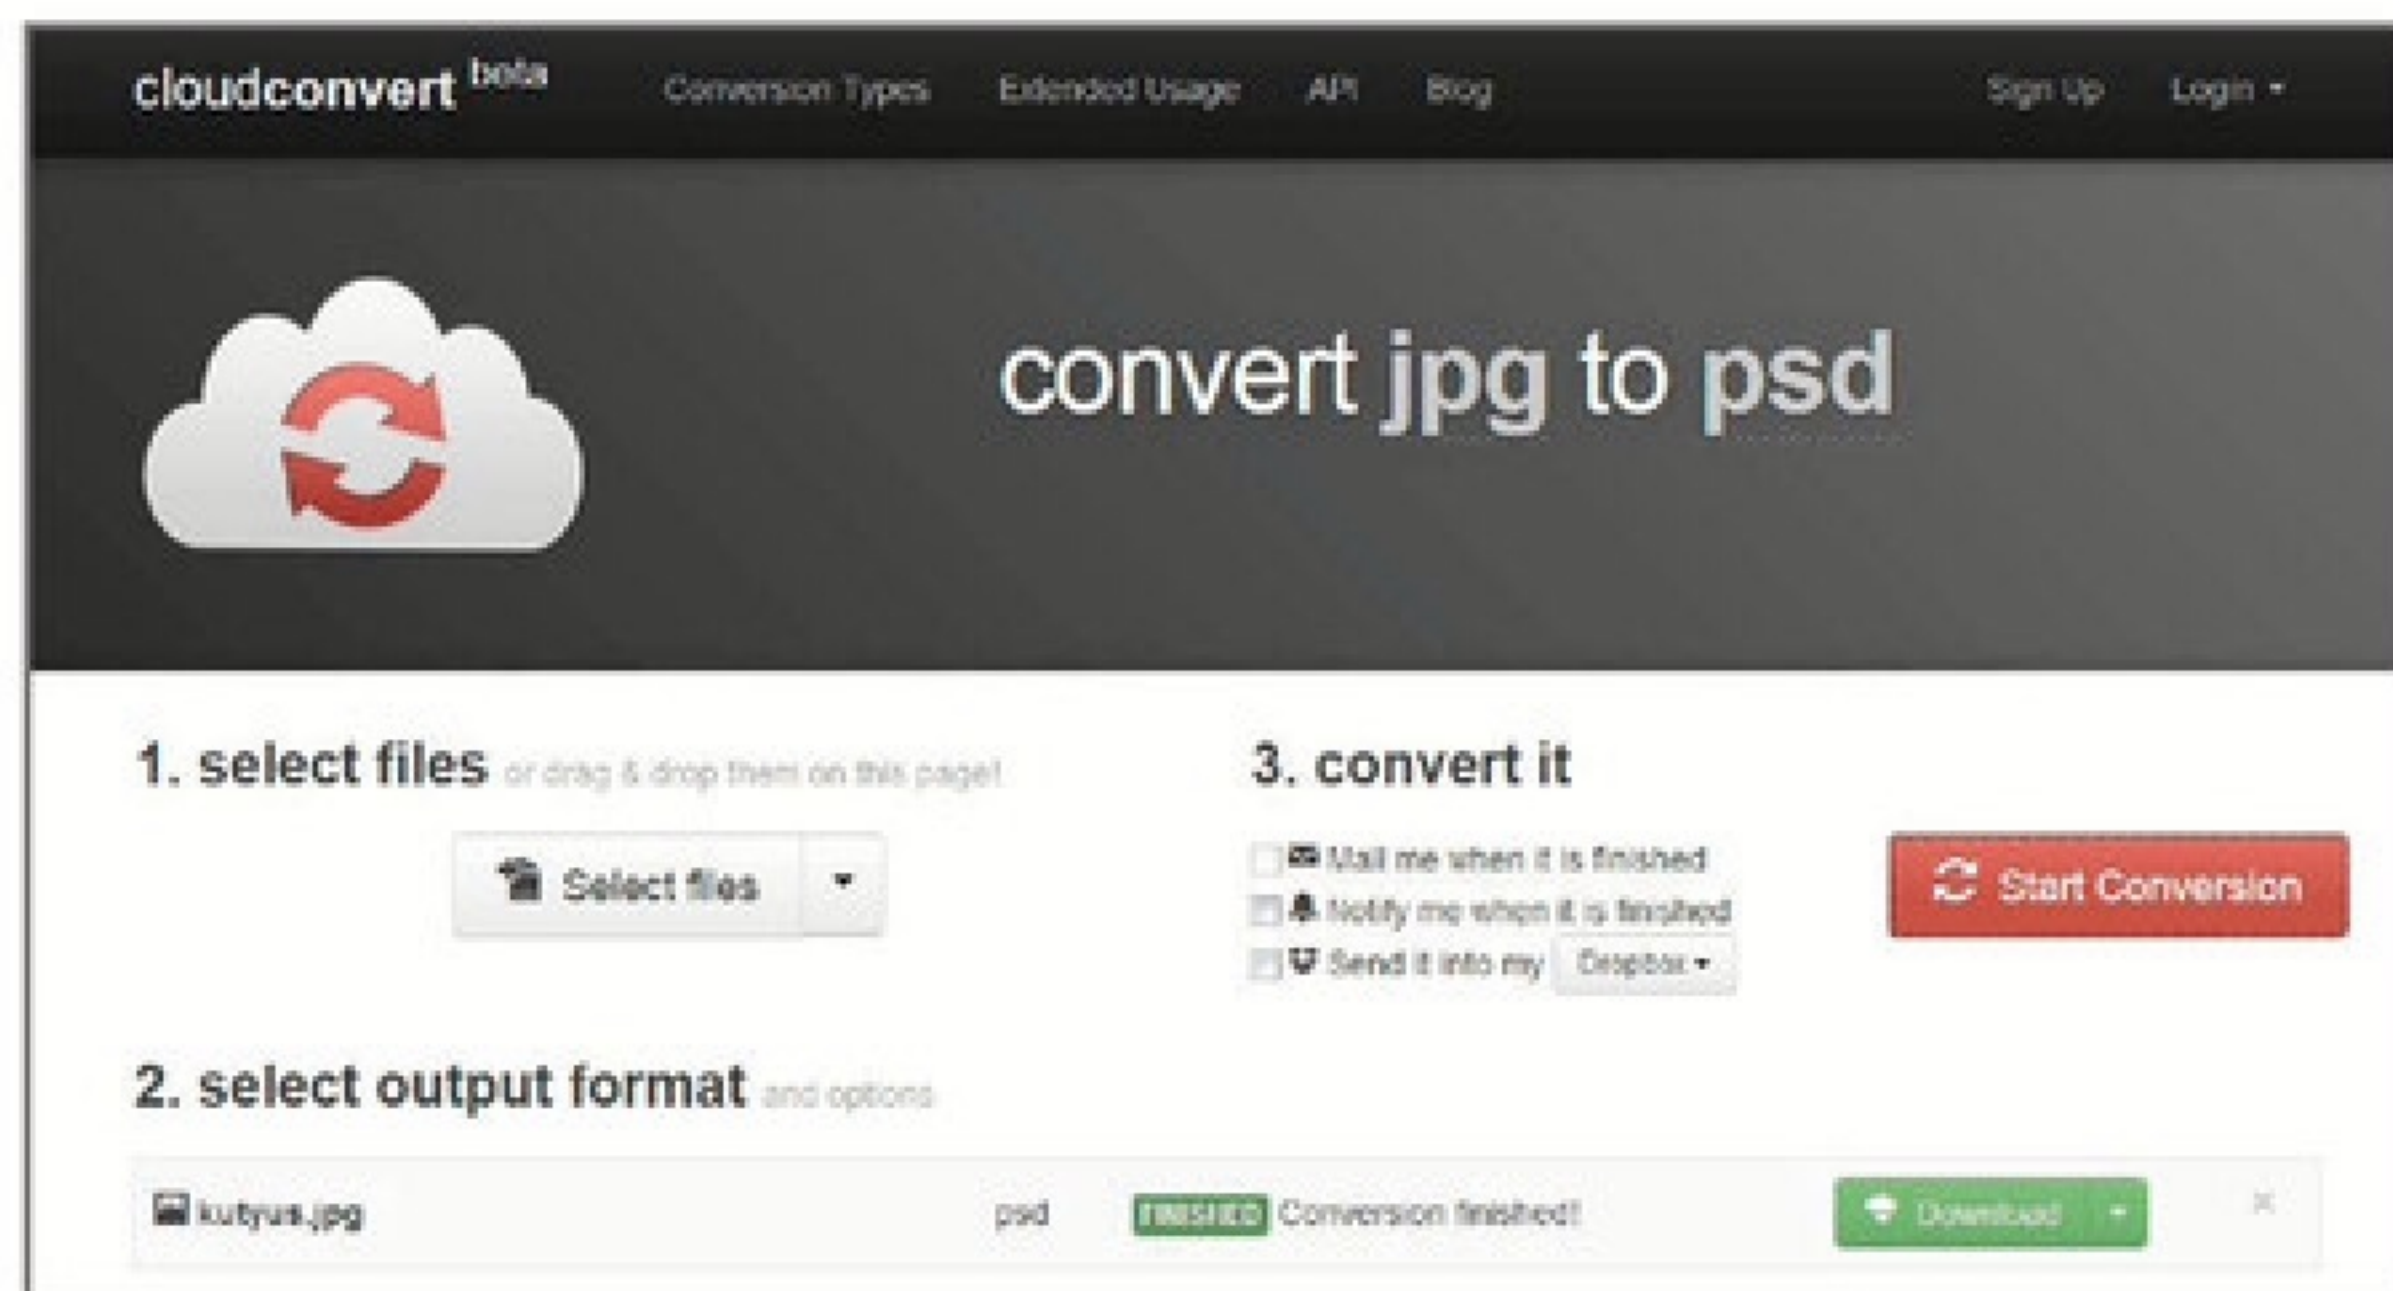 cloudconvert beta Conversion Types Extended Usage API Blog Sign Up Login
convert jpg to psd
1. select files or drag & drop them on this page!
Select files
3. convert it
Mail me when it is finished
Notify me when it is finished
Send it into my Dropbox
Start Conversion
2. select output format and options
kutyus.jpg psd FINISHED Conversion finished! Download